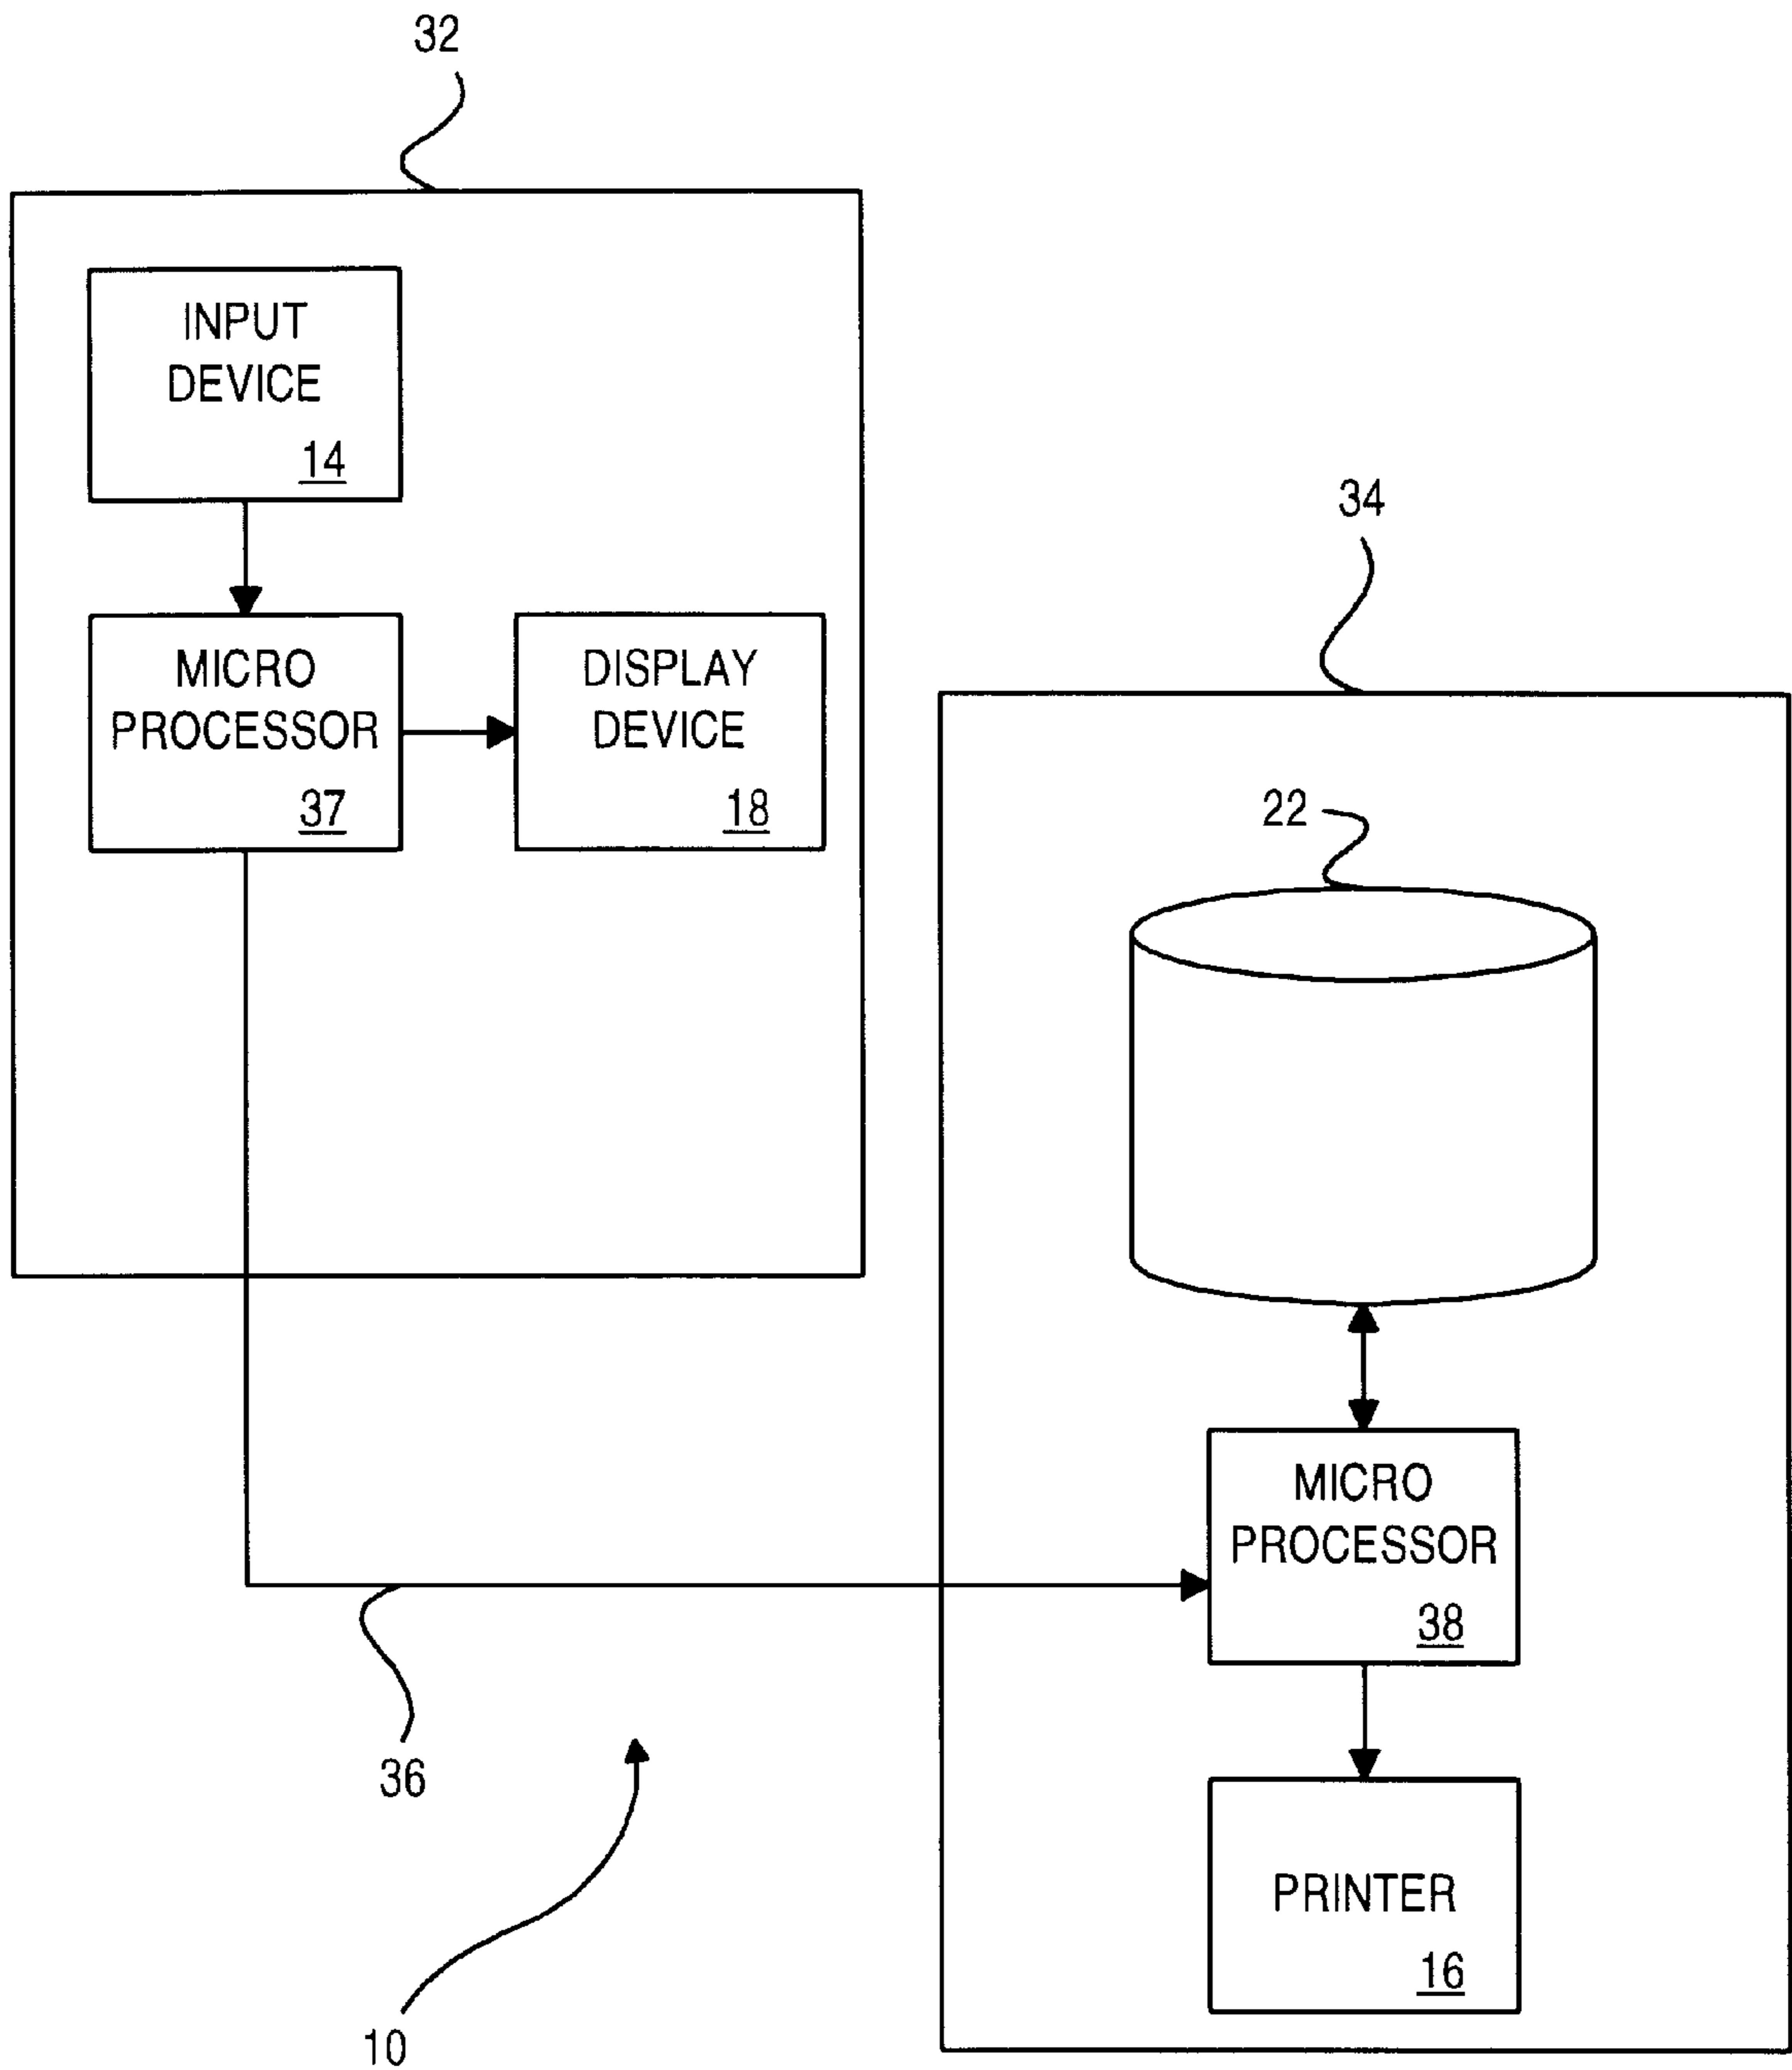 32
INPUT
DEVICE
14
34
MICRO
PROCESSOR
37
DISPLAY
DEVICE
18
22
MICRO
PROCESSOR
38
36
PRINTER
16
10